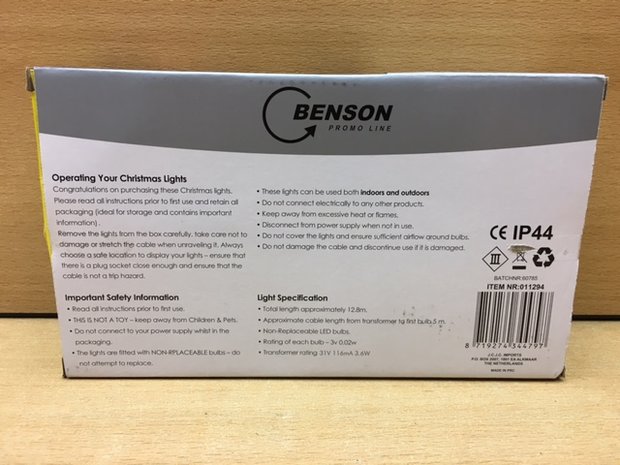 BENSON
PROMO LINE
Operating Your Christmas Lights
Congratulations on purchasing these Christmas lights.
Please read all instructions prior to first use and retain all
packaging (ideal for storage and contains important
information).
Remove the lights from the box carefully, take care not to
damage or stretch the cable when unraveling it. Always
choose a safe location to display your lights – ensure that
there is a plug socket close enough and ensure that the
cable is not a trip hazard.
• These lights can be used both indoors and outdoors
• Do not connect electrically to any other products.
• Keep away from excessive heat or flames.
• Disconnect from power supply when not in use.
• Do not cover the lights and ensure sufficient airflow around bulbs.
• Do not damage the cable and discontinue use if it is damaged.
CE IP44
III
BATCHNR:60785
ITEM NR:011294
8 719274 344797
J.C.J.C. IMPORTS
P.O. BOX 2007, 1801 EA ALKMAAR
THE NETHERLANDS
MADE IN PRC
Important Safety Information
• Read all instructions prior to first use.
• THIS IS NOT A TOY – keep away from Children & Pets.
• Do not connect to your power supply whilst in the
packaging.
• The lights are fitted with NON-RPLACEABLE bulbs – do
not attempt to replace.
Light Specification
• Total length approximately 12.8m.
• Approximate cable length from transformer to first bulb 5 m.
• Non-Replaceable LED bulbs.
• Rating of each bulb – 3v 0.02w
• Transformer rating 31V 116mA 3.6W